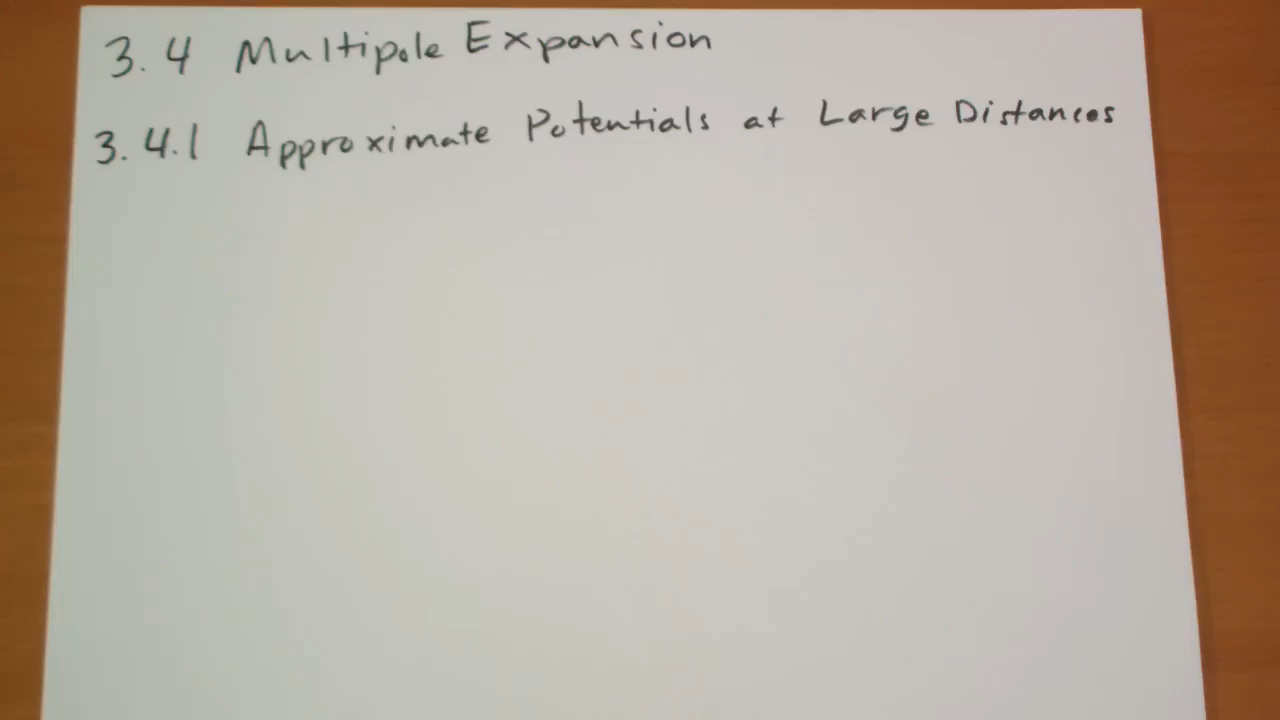 3.4 Multipole Expansion
3.4.1 Approximate Potentials at Large Distances